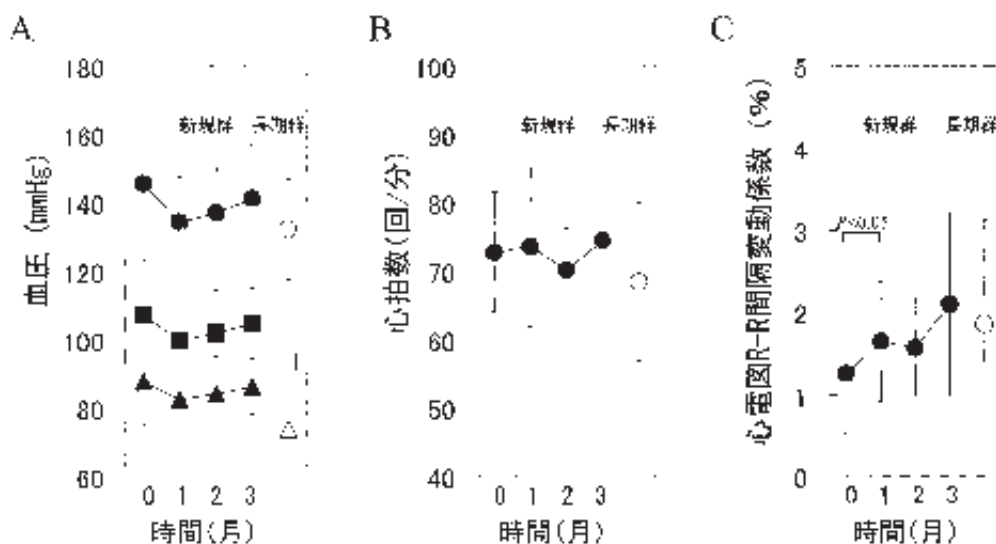 A
血圧 (mmHg)
180
160
140
120
100
80
60
新規群 長期群
0 1 2 3
時間(月)
B
心拍数(回/分)
100
90
80
70
60
50
40
新規群 長期群
0 1 2 3
時間(月)
C
心電図R-R間隔変動係数 (%)
5
4
3
2
1
0
新規群 長期群
P<0.05
0 1 2 3
時間(月)